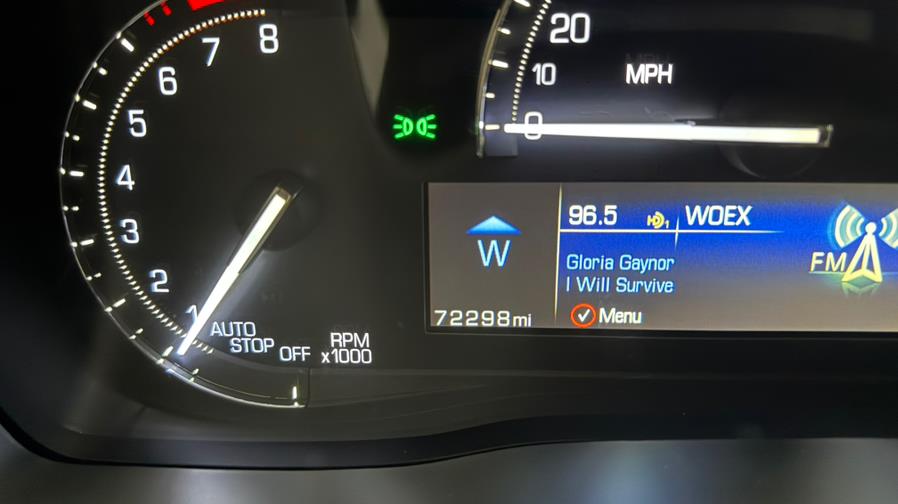 8
7
6
5
4
3
2
1
AUTO
STOP
OFF
RPM
x1000
20
10
0
MPH
96.5 HD1 WOEX
W
Gloria Gaynor
I Will Survive
FM
72298mi
Menu